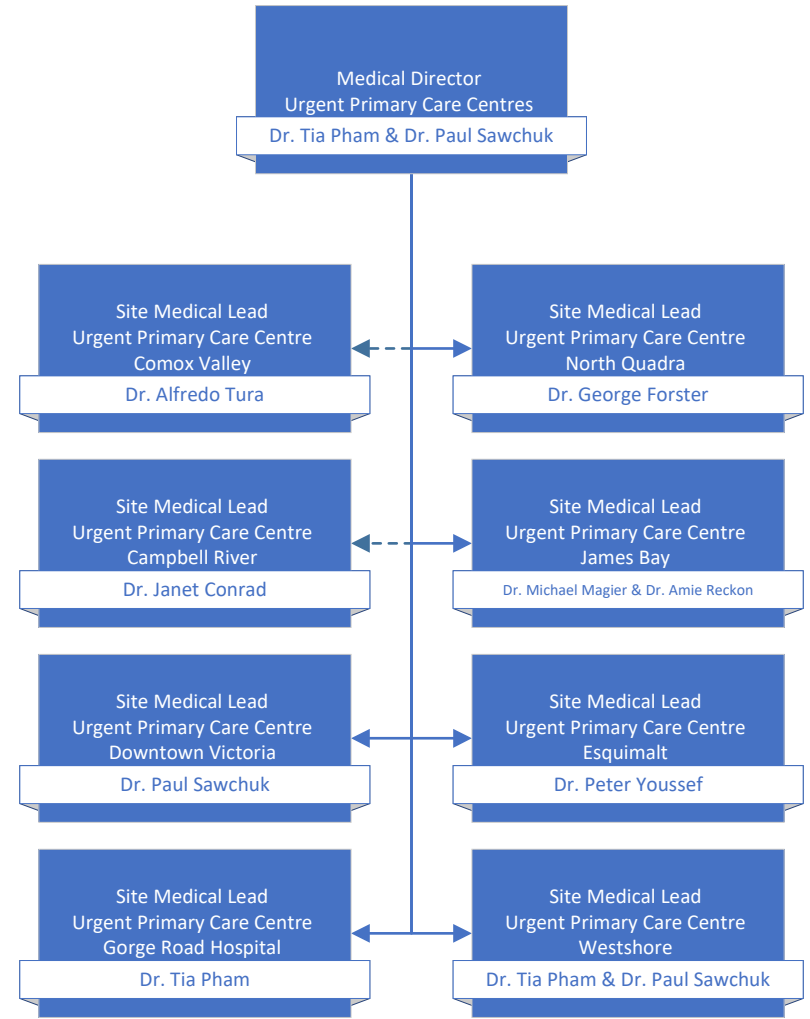 Medical Director
Urgent Primary Care Centres
Dr. Tia Pham & Dr. Paul Sawchuk
Site Medical Lead
Urgent Primary Care Centre
Comox Valley
Dr. Alfredo Tura
Site Medical Lead
Urgent Primary Care Centre
North Quadra
Dr. George Forster
Site Medical Lead
Urgent Primary Care Centre
Campbell River
Dr. Janet Conrad
Site Medical Lead
Urgent Primary Care Centre
James Bay
Dr. Michael Magier & Dr. Amie Reckon
Site Medical Lead
Urgent Primary Care Centre
Downtown Victoria
Dr. Paul Sawchuk
Site Medical Lead
Urgent Primary Care Centre
Esquimalt
Dr. Peter Youssef
Site Medical Lead
Urgent Primary Care Centre
Gorge Road Hospital
Dr. Tia Pham
Site Medical Lead
Urgent Primary Care Centre
Westshore
Dr. Tia Pham & Dr. Paul Sawchuk